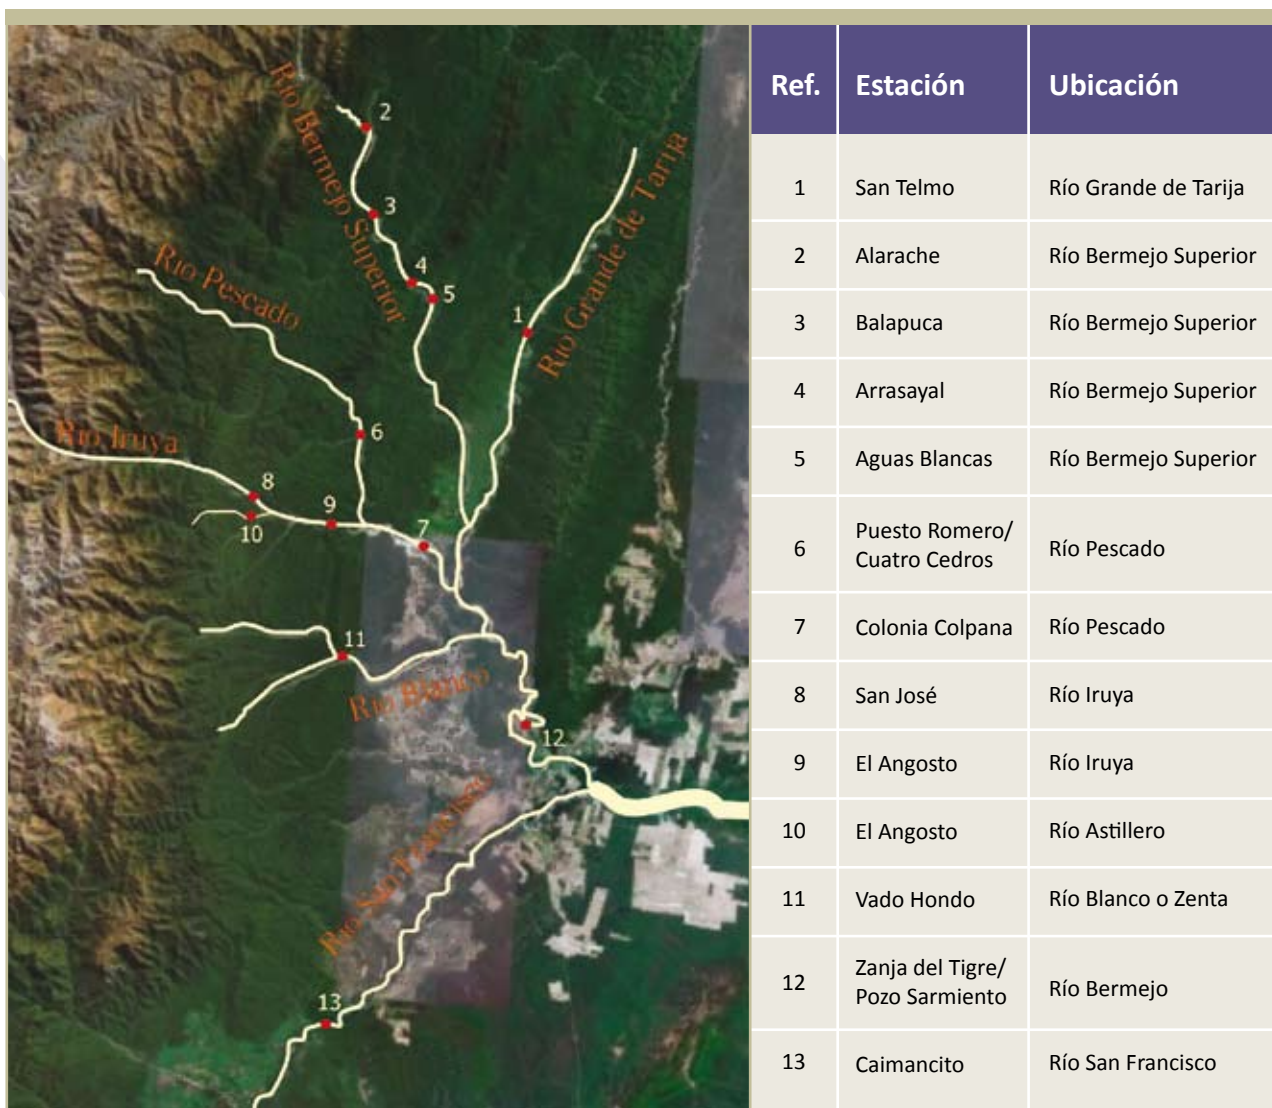 Río Bermejo Superior
Río Grande de Tarija
Río Pescado
Río Iruya
Río Blanco
Río San Francisco
2
3
4
5
1
6
8
9
10
7
11
12
13
Ref. Estación Ubicación
1 San Telmo Río Grande de Tarija
2 Alarache Río Bermejo Superior
3 Balapuca Río Bermejo Superior
4 Arrasayal Río Bermejo Superior
5 Aguas Blancas Río Bermejo Superior
6 Puesto Romero/
Cuatro Cedros Río Pescado
7 Colonia Colpana Río Pescado
8 San José Río Iruya
9 El Angosto Río Iruya
10 El Angosto Río Astillero
11 Vado Hondo Río Blanco o Zenta
12 Zanja del Tigre/
Pozo Sarmiento Río Bermejo
13 Caimancito Río San Francisco